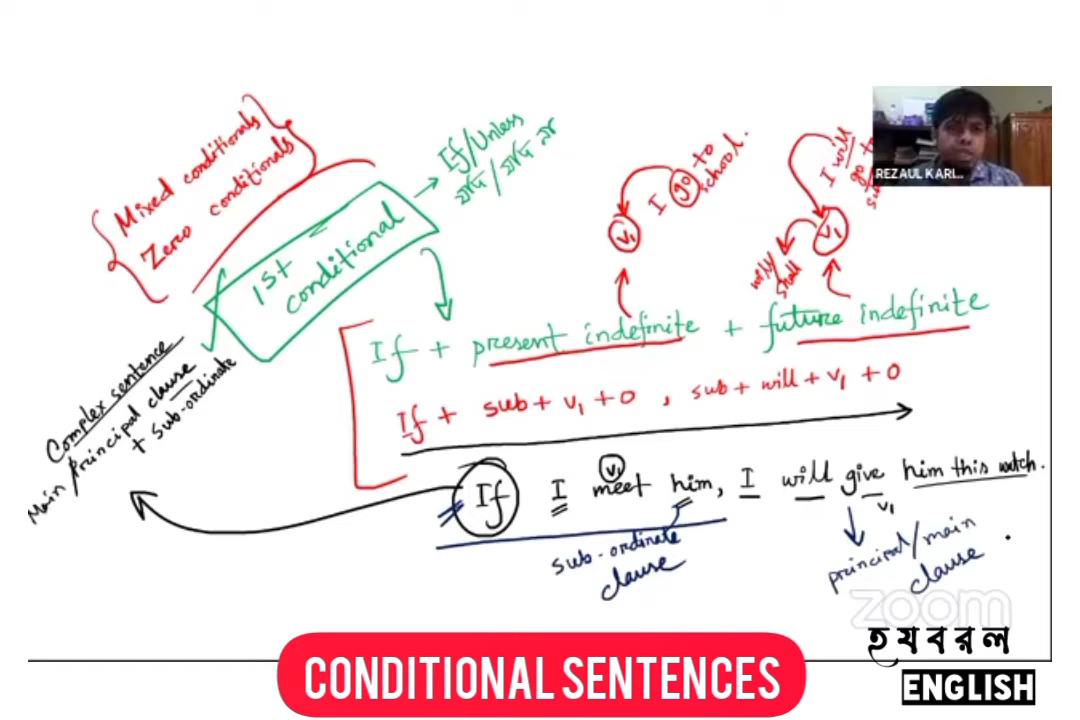 Mixed conditionals
Zero conditionals
1st conditional
If/Unless
যদি/যদি না
I go to school.
V1
I will go to
V1
will/shall
If + present indefinite + future indefinite
If + sub + v1 + o , sub + will + v1 + o
Complex sentence
Main/principal clause
+ sub-ordinate
V1
If I meet him, I will give him this watch.
V1
sub-ordinate clause
principal/main clause
REZAUL KARI...
zoom
হ য ব র ল
ENGLISH
CONDITIONAL SENTENCES